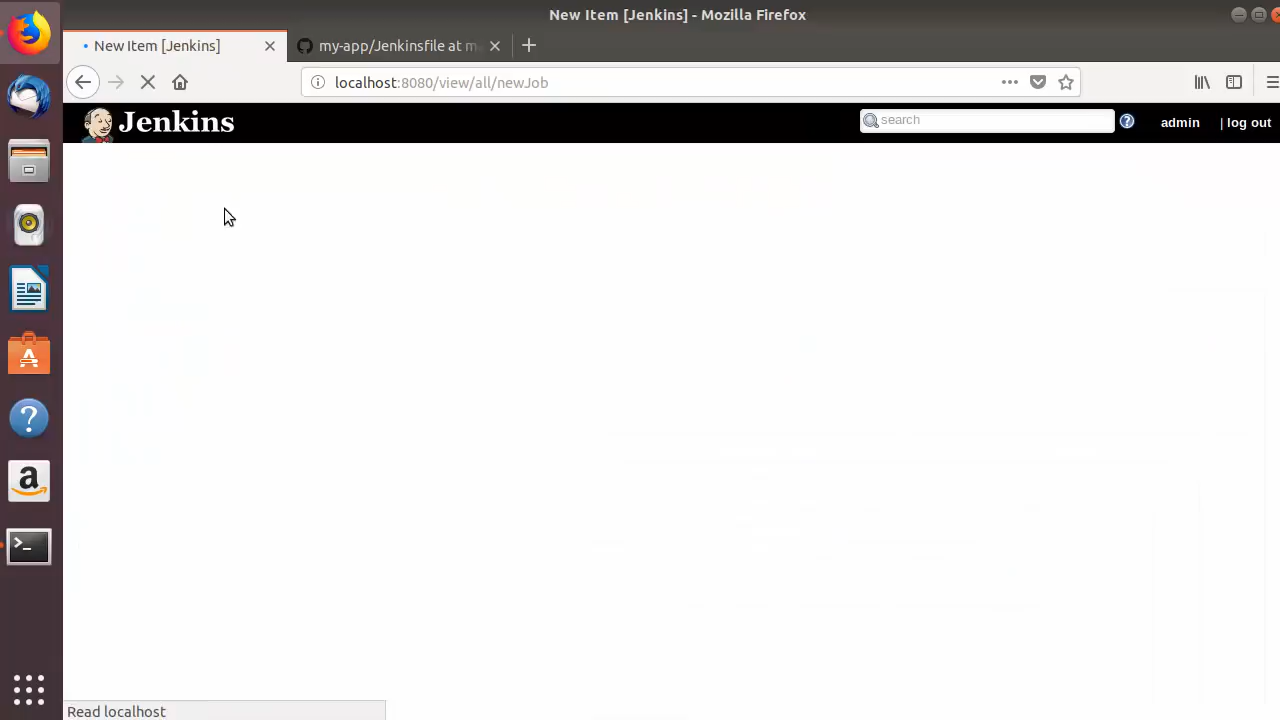 New Item [Jenkins] - Mozilla Firefox
New Item [Jenkins]
my-app/Jenkinsfile at m
localhost:8080/view/all/newJob
Jenkins
search
admin
| log out
Read localhost